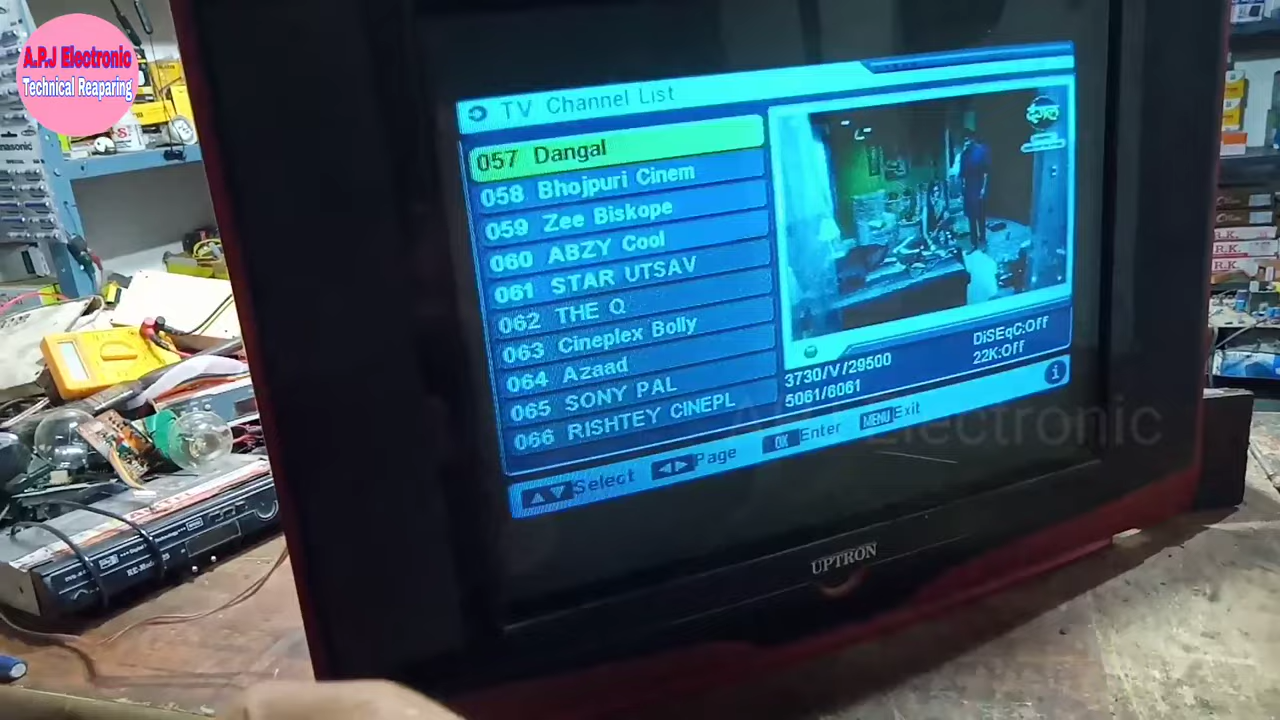 A.P.J Electronic
Technical Reaparing
TV Channel List
057 Dangal
058 Bhojpuri Cinem
059 Zee Biskope
060 ABZY Cool
061 STAR UTSAV
062 THE Q
063 Cineplex Bolly
064 Azaad
065 SONY PAL
066 RISHTEY CINEPL
दंगल
3730/V/29500
5061/6061
DiSEqC:Off
22K:Off
Select
Page
OK Enter
MENU Exit
i
Electronic
UPTRON
R.K.
R.K.